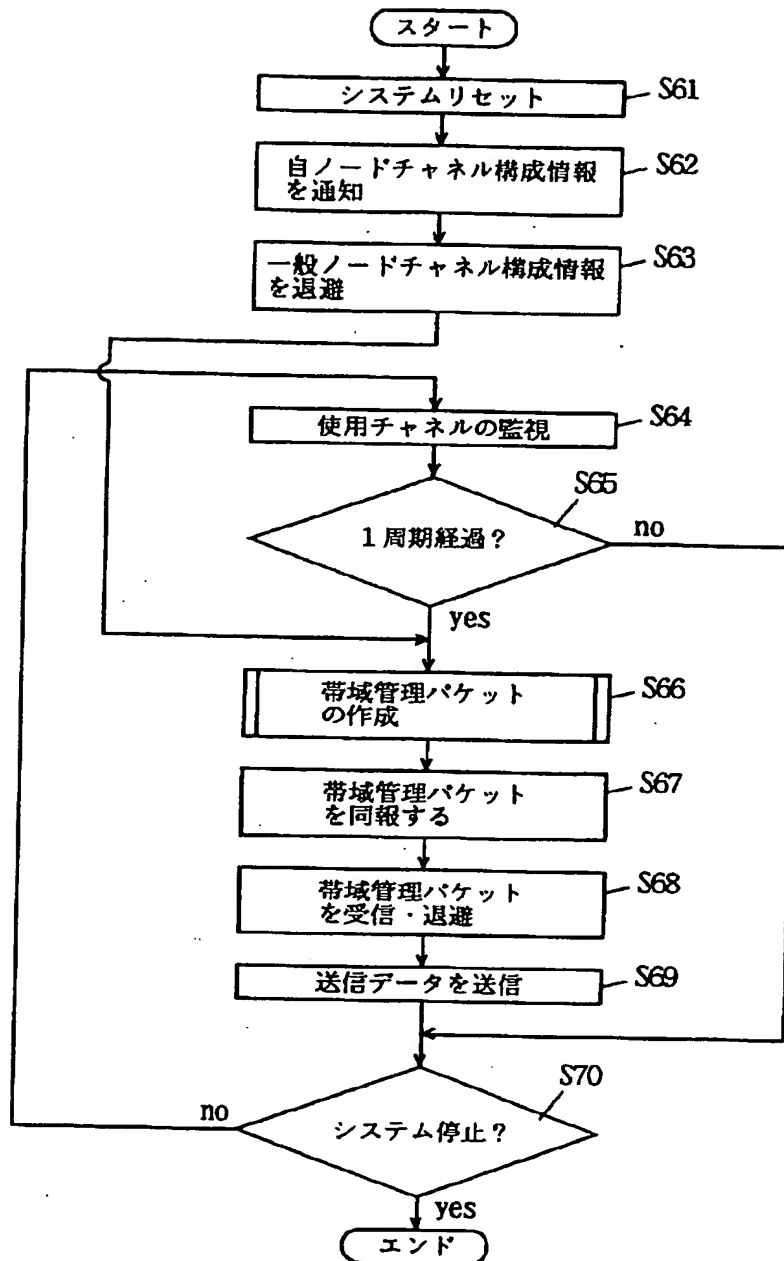 スタート
システムリセット
S61
自ノードチャネル構成情報
を通知
S62
一般ノードチャネル構成情報
を退避
S63
使用チャネルの監視
S64
S65
1周期経過?
no
yes
帯域管理パケット
の作成
S66
帯域管理パケット
を同報する
S67
帯域管理パケット
を受信・退避
S68
送信データを送信
S69
S70
no
システム停止?
yes
エンド